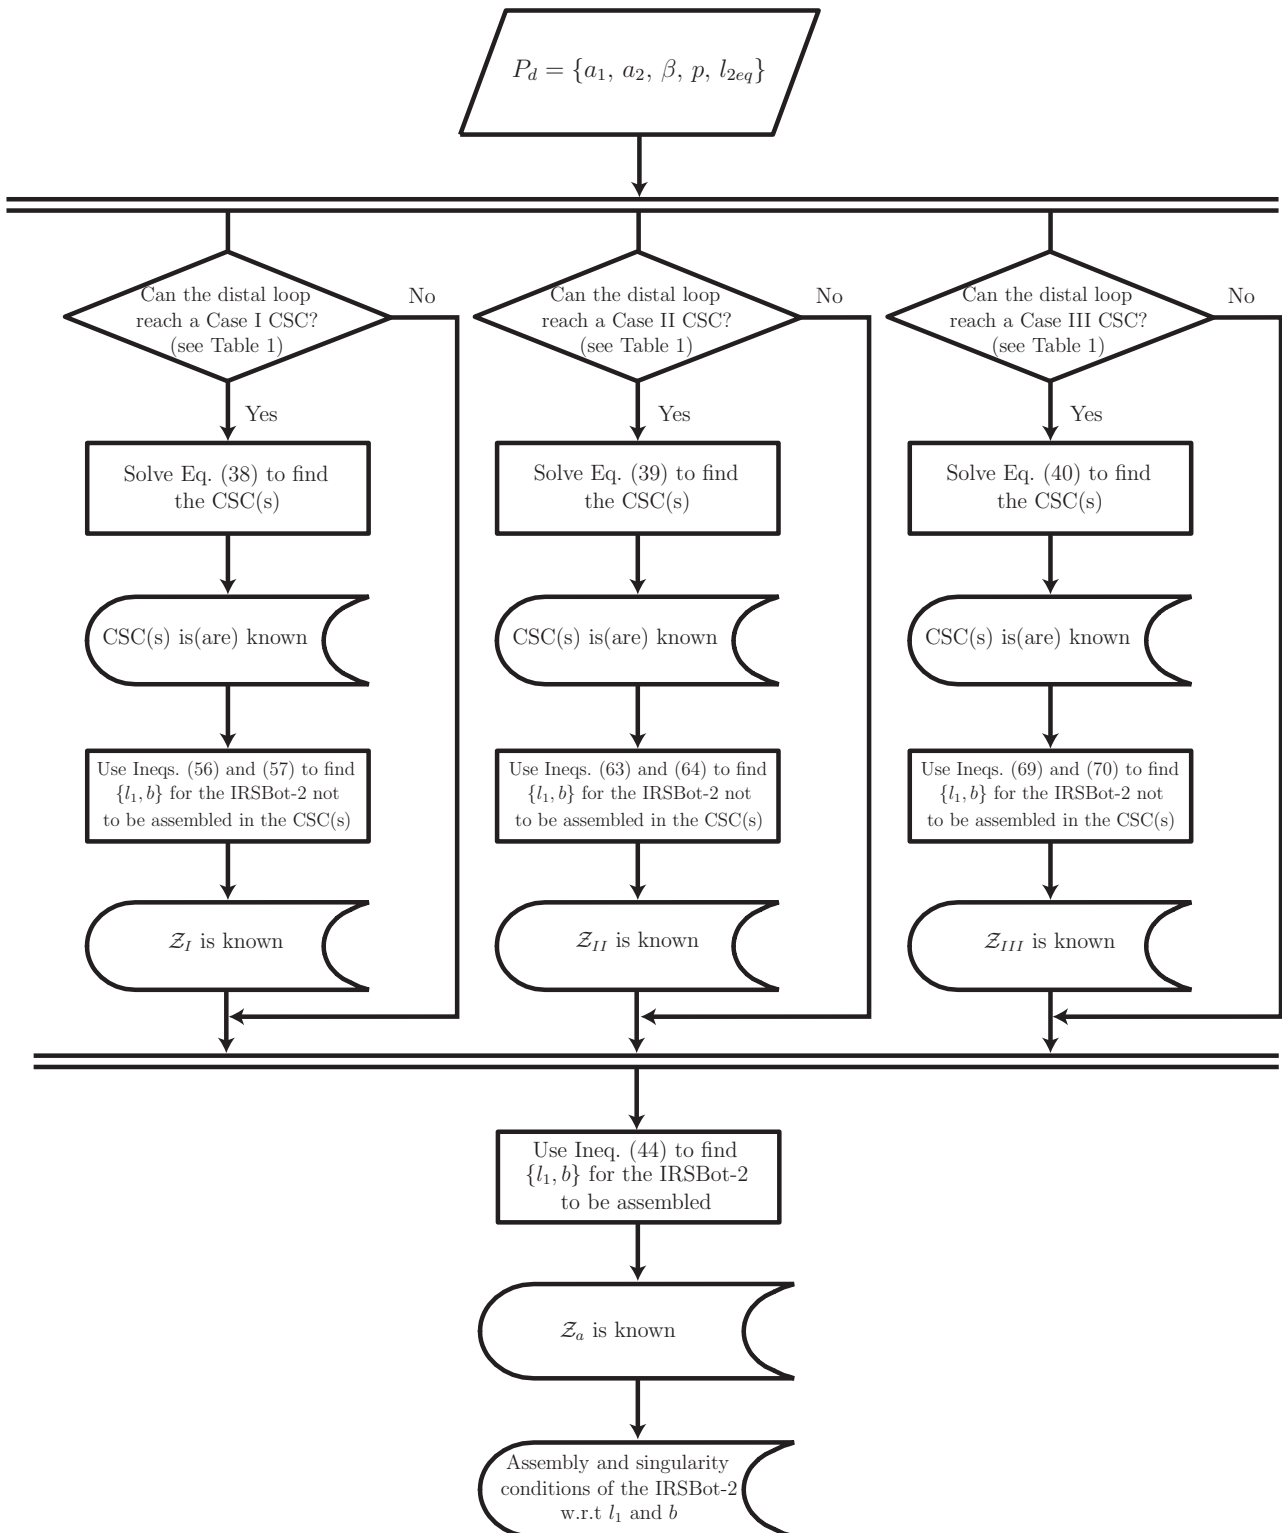 P_d = {a_1, a_2, β, p, l_{2eq}}
Can the distal loop
reach a Case I CSC?
(see Table 1)
No
Can the distal loop
reach a Case II CSC?
(see Table 1)
No
Can the distal loop
reach a Case III CSC?
(see Table 1)
No
Yes
Yes
Yes
Solve Eq. (38) to find
the CSC(s)
Solve Eq. (39) to find
the CSC(s)
Solve Eq. (40) to find
the CSC(s)
CSC(s) is(are) known
CSC(s) is(are) known
CSC(s) is(are) known
Use Ineqs. (56) and (57) to find
{l_1, b} for the IRSBot-2 not
to be assembled in the CSC(s)
Use Ineqs. (63) and (64) to find
{l_1, b} for the IRSBot-2 not
to be assembled in the CSC(s)
Use Ineqs. (69) and (70) to find
{l_1, b} for the IRSBot-2 not
to be assembled in the CSC(s)
Z_I is known
Z_{II} is known
Z_{III} is known
Use Ineq. (44) to find
{l_1, b} for the IRSBot-2
to be assembled
Z_a is known
Assembly and singularity
conditions of the IRSBot-2
w.r.t l_1 and b